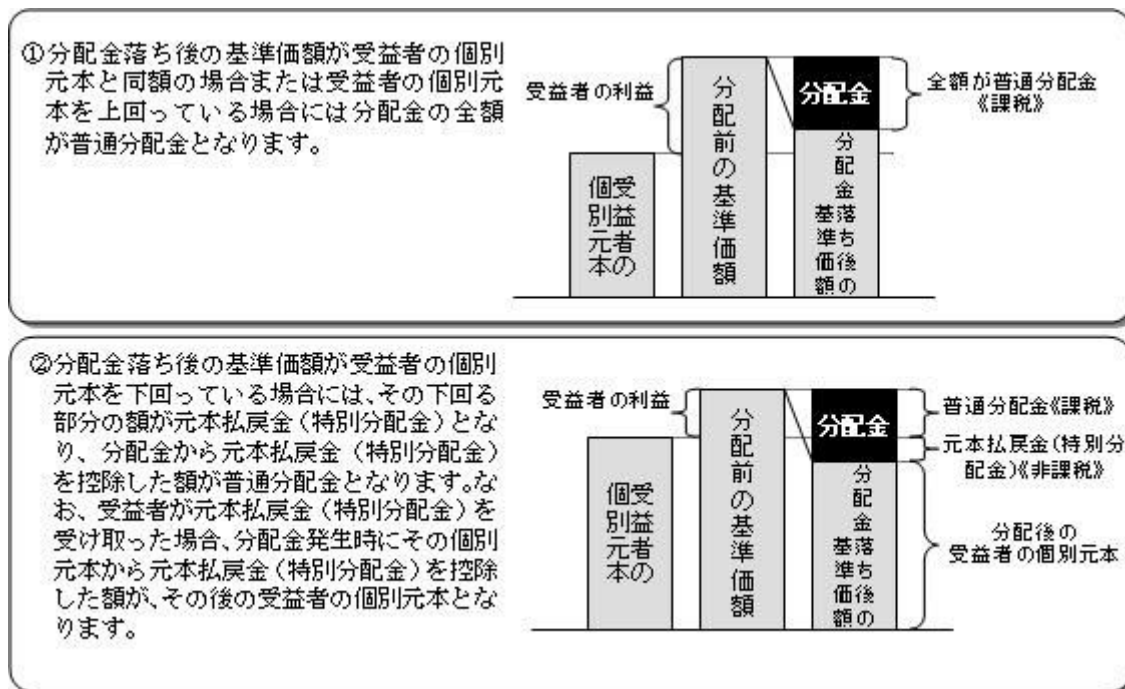 ①分配金落ち後の基準価額が受益者の個別
元本と同額の場合または受益者の個別元
本を上回っている場合には分配金の全額
が普通分配金となります。
受益者の利益
受益者の
個別元本
分配前の基準価額
分配金
分配金落ち後の
基準価額
全額が普通分配金
《課税》
②分配金落ち後の基準価額が受益者の個別
元本を下回っている場合には、その下回る
部分の額が元本払戻金（特別分配金）とな
り、分配金から元本払戻金（特別分配金）
を控除した額が普通分配金となります。な
お、受益者が元本払戻金（特別分配金）を
受け取った場合、分配金発生時にその個別
元本から元本払戻金（特別分配金）を控除
した額が、その後の受益者の個別元本とな
ります。
受益者の利益
受益者の
個別元本
分配前の基準価額
分配金
分配金落ち後の
基準価額
普通分配金《課税》
元本払戻金(特別分
配金)《非課税》
分配後の
受益者の個別元本